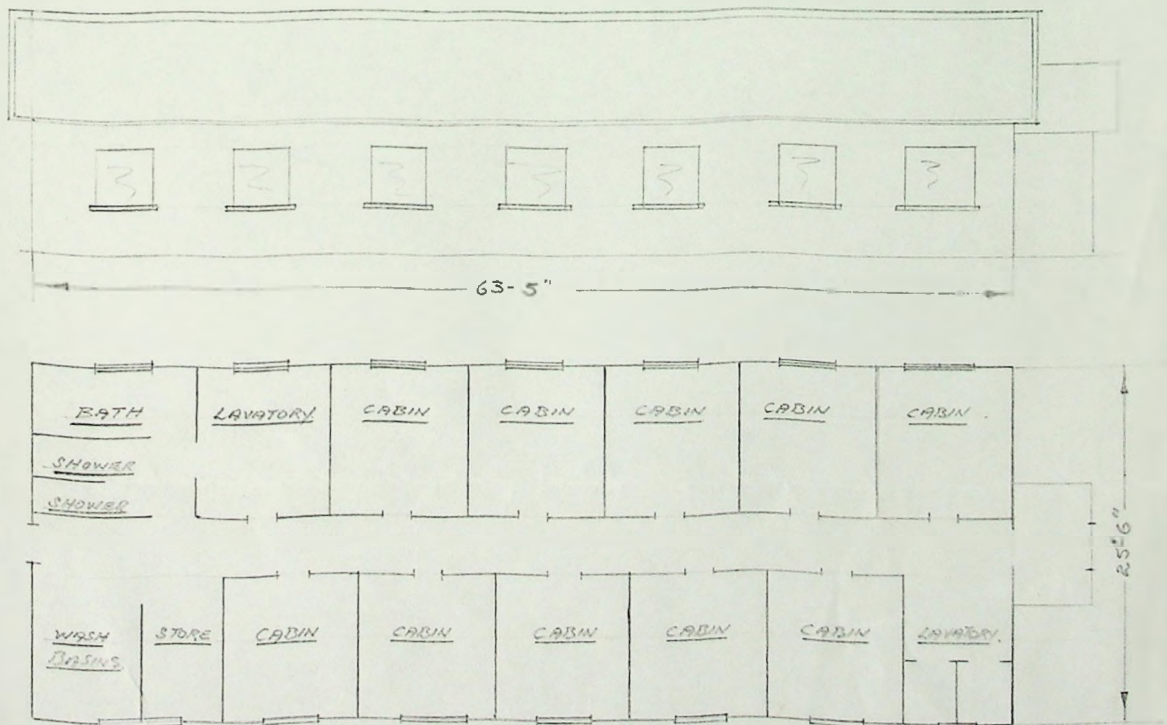 63-5"
BATH
LAVATORY.
CABIN
CABIN
CABIN
CABIN
CABIN.
SHOWER
SHOWER
25-6"
WASH
BASINS
STORE
CABIN
CABIN
CABIN
CABIN
CABIN
LAVATORY.